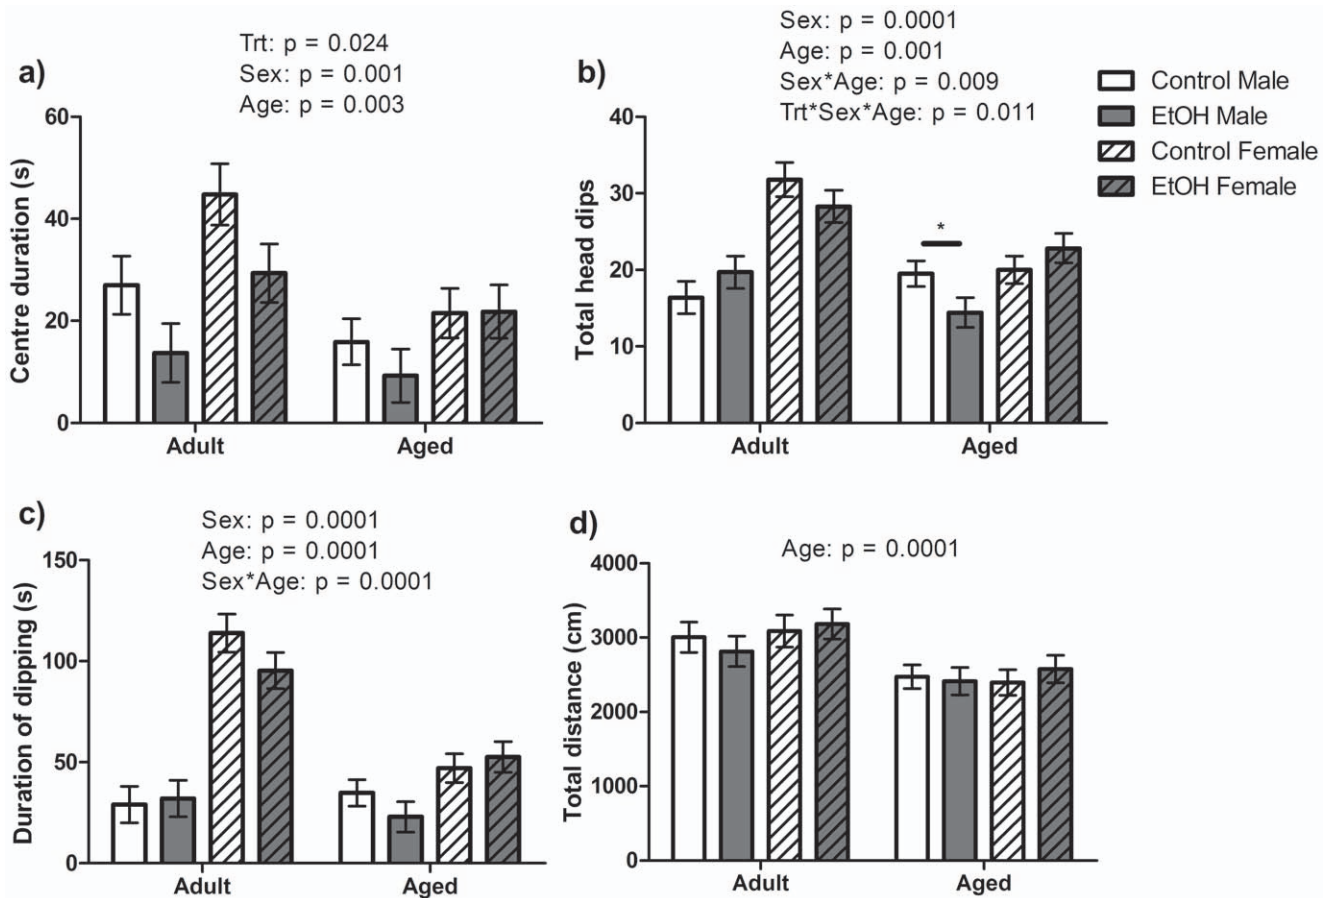 a)
Trt: p = 0.024
Sex: p = 0.001
Age: p = 0.003
60
40
20
0
Centre duration (s)
Adult
Aged
b)
Sex: p = 0.0001
Age: p = 0.001
Sex*Age: p = 0.009
Trt*Sex*Age: p = 0.011
40
30
20
10
0
Total head dips
*
Adult
Aged
Control Male
EtOH Male
Control Female
EtOH Female
c)
Sex: p = 0.0001
Age: p = 0.0001
Sex*Age: p = 0.0001
150
100
50
0
Duration of dipping (s)
Adult
Aged
d)
Age: p = 0.0001
4000
3000
2000
1000
0
Total distance (cm)
Adult
Aged